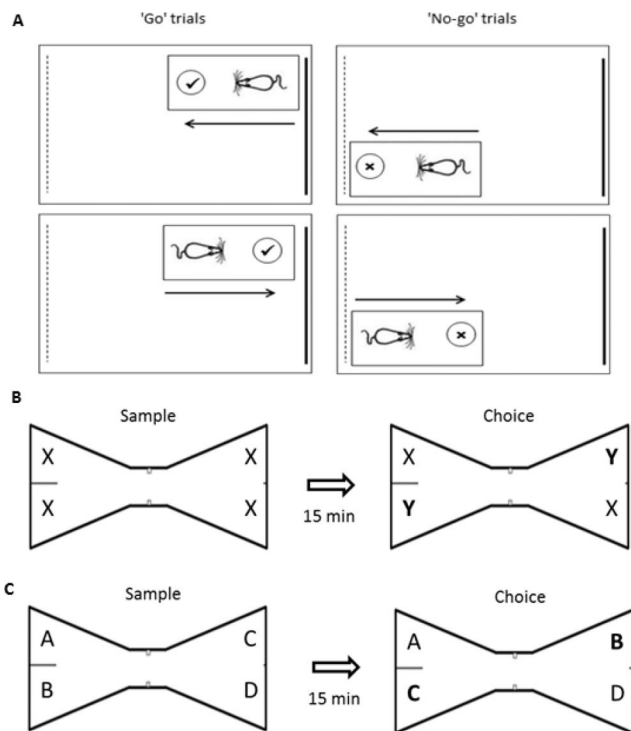 A
'Go' trials
'No-go' trials
B
Sample
Choice
X X X Y
15 min
X X Y X
C
Sample
Choice
A C A B
15 min
B D C D